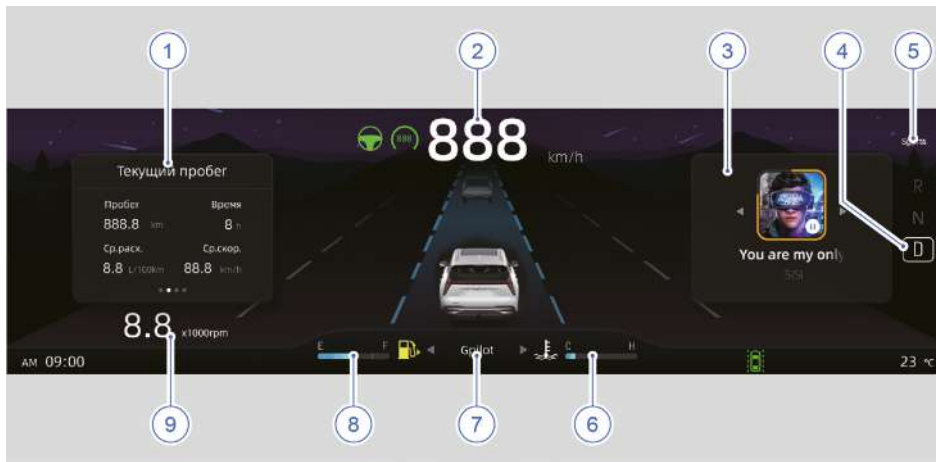 1
2
3
4
5
888
888
km/h
Текущий пробег
Пробег
Время
888.8 km
8 h
Ср.расх.
Ср.скор.
8.8 L/100km
88.8 km/h
8.8 x1000rpm
You are my only
R
N
D
E
F
Gpilot
C
H
AM 09:00
23 ℃
9
8
7
6